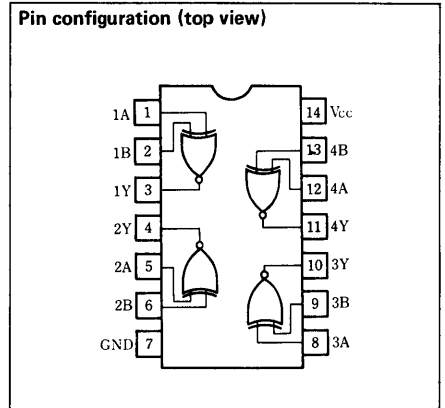 Pin configuration (top view)
1A 1 14 Vcc
1B 2 13 4B
1Y 3 12 4A
2Y 4 11 4Y
2A 5 10 3Y
2B 6 9 3B
GND 7 8 3A